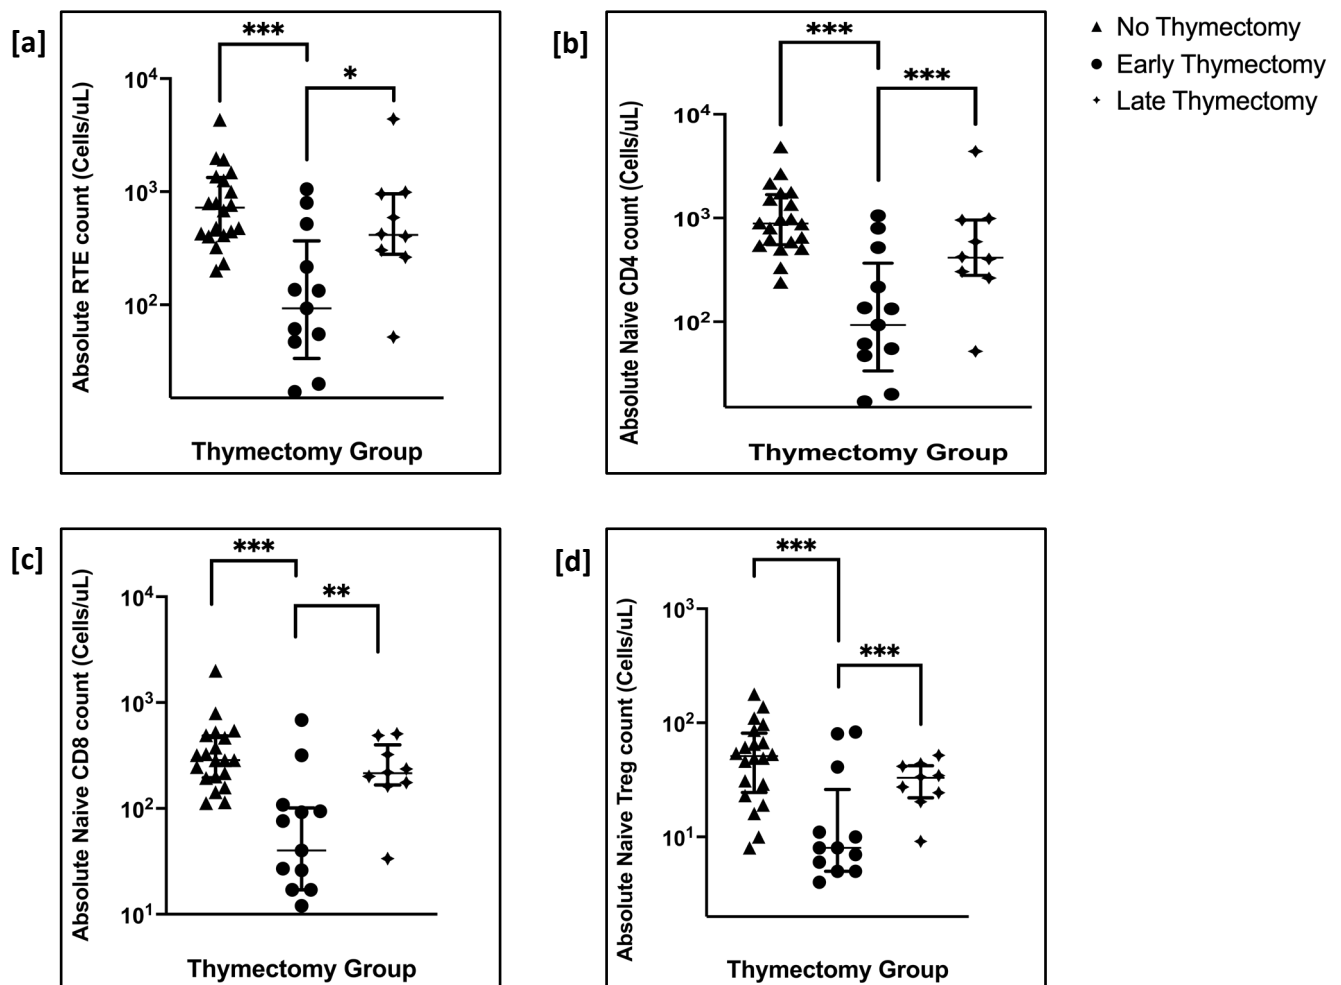 [a]
***
*
10⁴
10³
10²
Absolute RTE count (Cells/uL)
Thymectomy Group
[b]
***
***
10⁴
10³
10²
Absolute Naive CD4 count (Cells/uL)
Thymectomy Group
▲ No Thymectomy
● Early Thymectomy
✦ Late Thymectomy
[c]
***
**
10⁴
10³
10²
10¹
Absolute Naive CD8 count (Cells/uL)
Thymectomy Group
[d]
***
***
10³
10²
10¹
Absolute Naive Treg count (Cells/uL)
Thymectomy Group